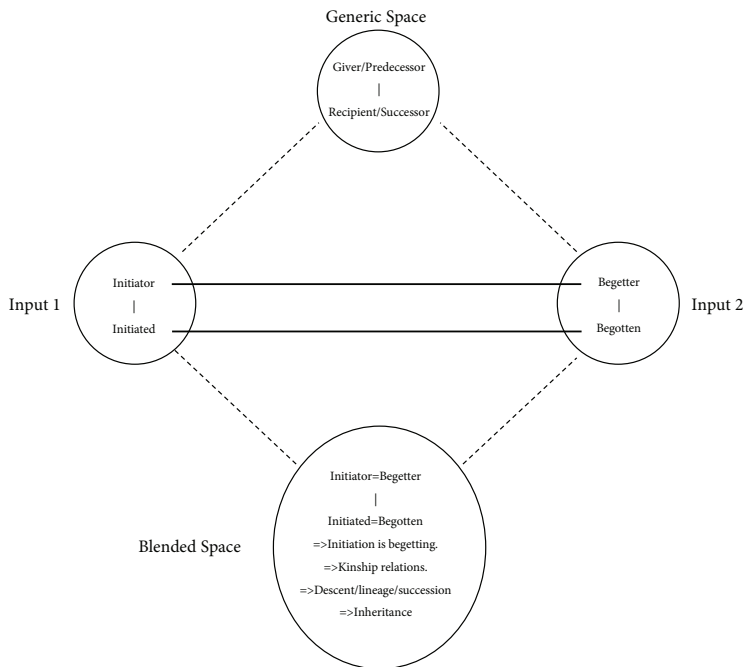 Generic Space
Giver/Predecessor
|
Recipient/Successor
Input 1
Initiator
|
Initiated
Begetter
|
Begotten
Input 2
Blended Space
Initiator=Begetter
|
Initiated=Begotten
=>Initiation is begetting.
=>Kinship relations.
=>Descent/lineage/succession
=>Inheritance